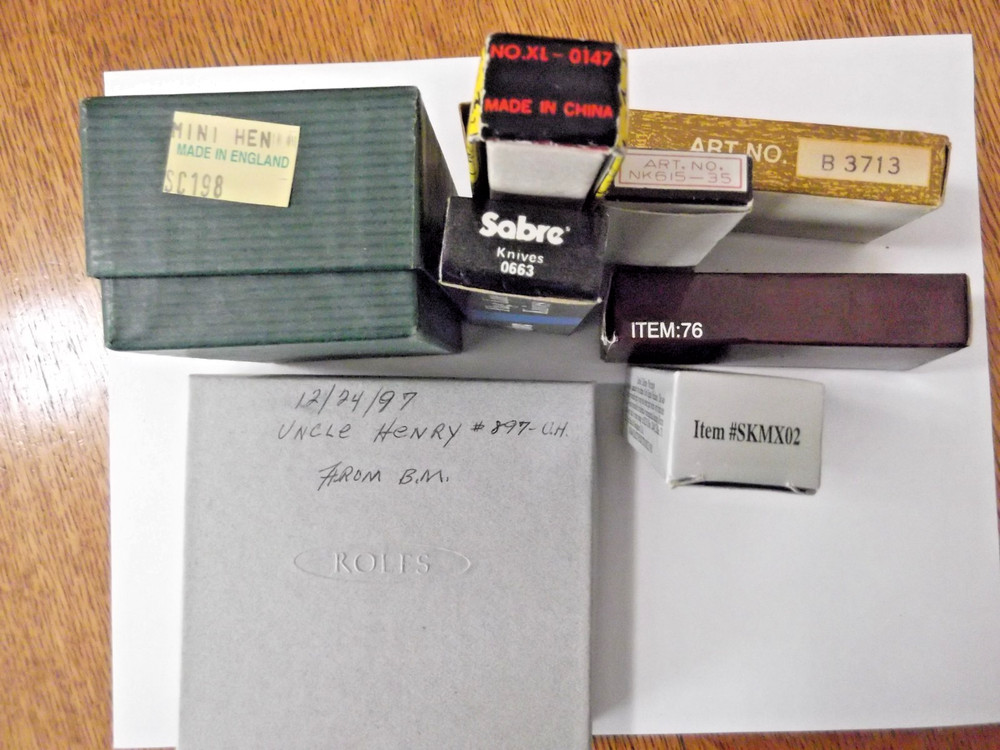 NO.XL-0147
MADE IN CHINA
MINI HEN
MADE IN ENGLAND
SC198
ART. NO.
NK615-35
ART. NO. B 3713
Sabre
Knives
0663
ITEM:76
Item #SKMX02
12/24/97
UNCLE HENRY #897-U.H.
FROM B.M.
ROLFS